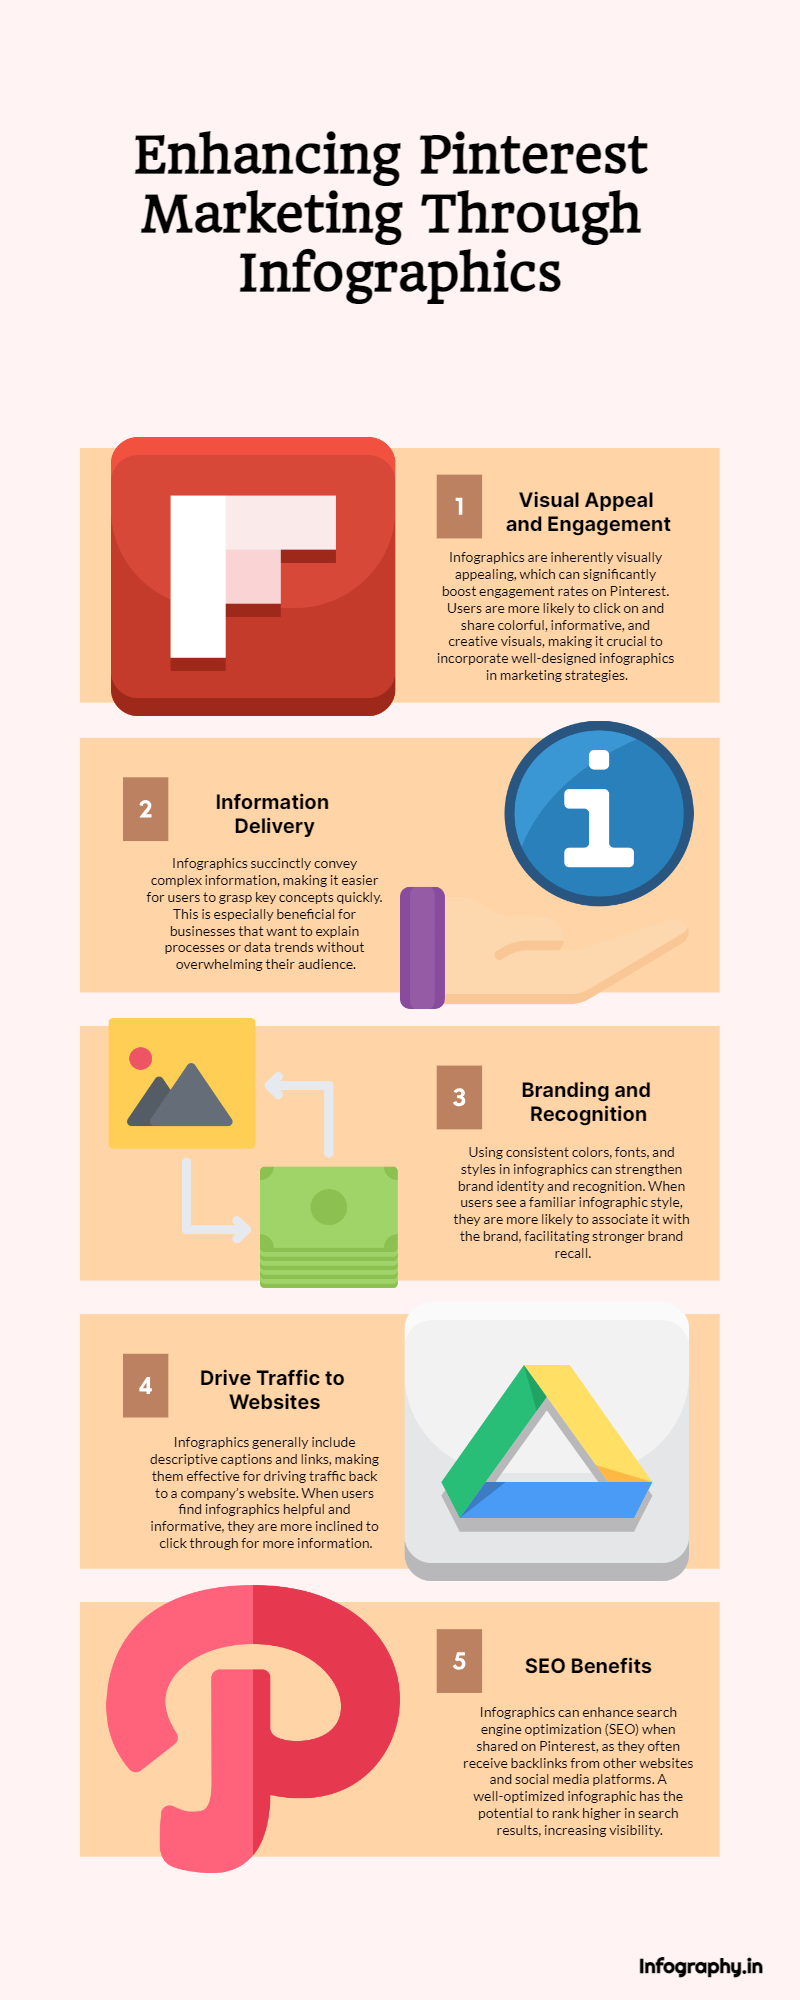 Enhancing Pinterest
Marketing Through
Infographics
1
Visual Appeal
and Engagement
Infographics are inherently visually
appealing, which can significantly
boost engagement rates on Pinterest.
Users are more likely to click on and
share colorful, informative, and
creative visuals, making it crucial to
incorporate well-designed infographics
in marketing strategies.
2
Information
Delivery
Infographics succinctly convey
complex information, making it easier
for users to grasp key concepts quickly.
This is especially beneficial for
businesses that want to explain
processes or data trends without
overwhelming their audience.
3
Branding and
Recognition
Using consistent colors, fonts, and
styles in infographics can strengthen
brand identity and recognition. When
users see a familiar infographic style,
they are more likely to associate it with
the brand, facilitating stronger brand
recall.
4
Drive Traffic to
Websites
Infographics generally include
descriptive captions and links, making
them effective for driving traffic back
to a company's website. When users
find infographics helpful and
informative, they are more inclined to
click through for more information.
5
SEO Benefits
Infographics can enhance search
engine optimization (SEO) when
shared on Pinterest, as they often
receive backlinks from other websites
and social media platforms. A
well-optimized infographic has the
potential to rank higher in search
results, increasing visibility.
Infography.in